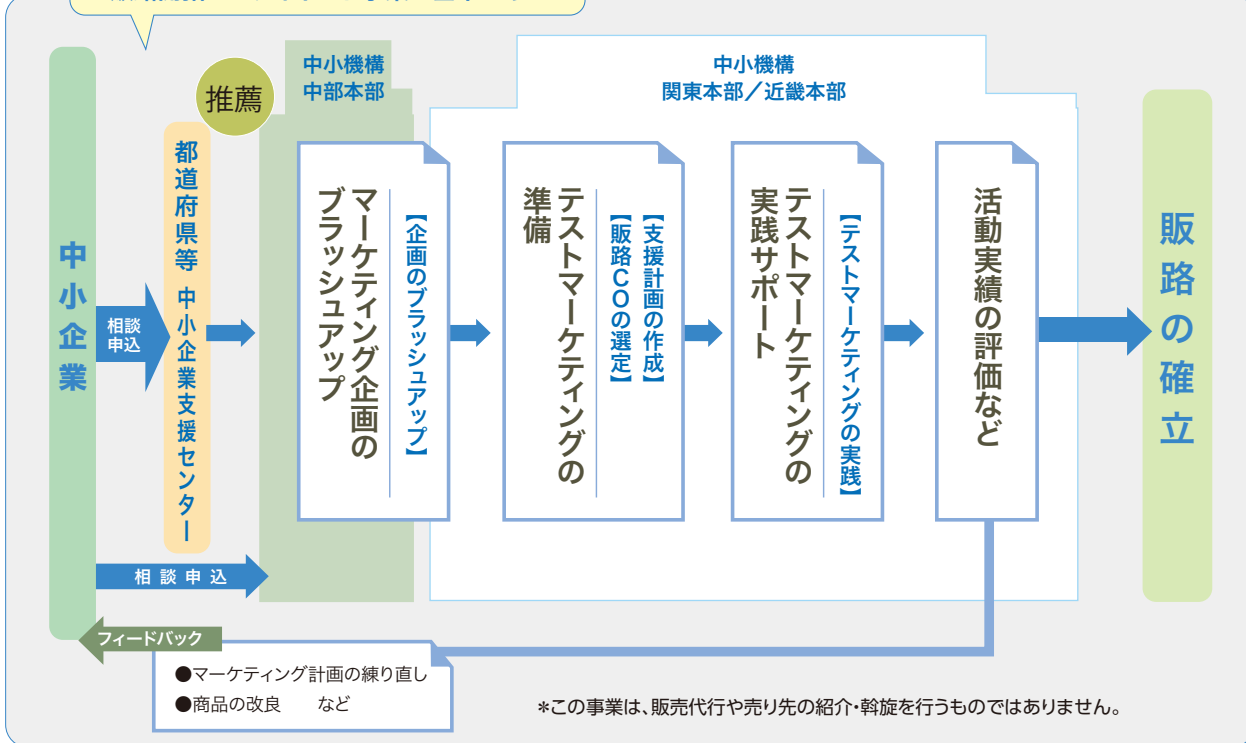 中小企業
相談
申込
都道府県等 中小企業支援センター
推薦
中小機構
中部本部
マーケティング企画の
ブラッシュアップ
【企画のブラッシュアップ】
中小機構
関東本部／近畿本部
テストマーケティングの
準備
【支援計画の作成】
【販路COの選定】
テストマーケティングの
実践サポート
【テストマーケティングの実践】
活動実績の評価など
販路の確立
相談申込
フィードバック
●マーケティング計画の練り直し
●商品の改良　など
*この事業は、販売代行や売り先の紹介・斡旋を行うものではありません。